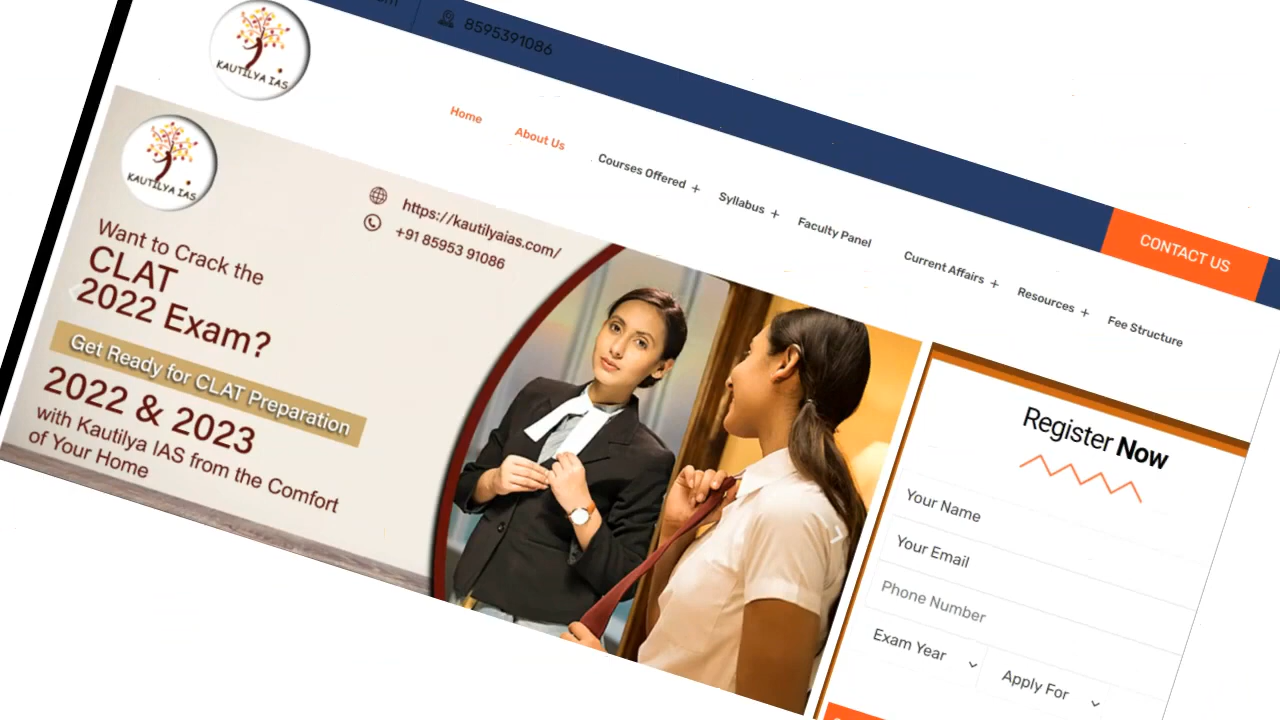 8595391086
KAUTILYA IAS
Home
About Us
Courses Offered +
Syllabus +
Faculty Panel
Current Affairs +
Resources +
Fee Structure
CONTACT US
KAUTILYA IAS
https://kautilyaias.com/
+91 85953 91086
Want to Crack the
CLAT
2022 Exam?
Get Ready for CLAT Preparation
2022 & 2023
with Kautilya IAS from the Comfort
of Your Home
Register Now
Your Name
Your Email
Phone Number
Exam Year
Apply For